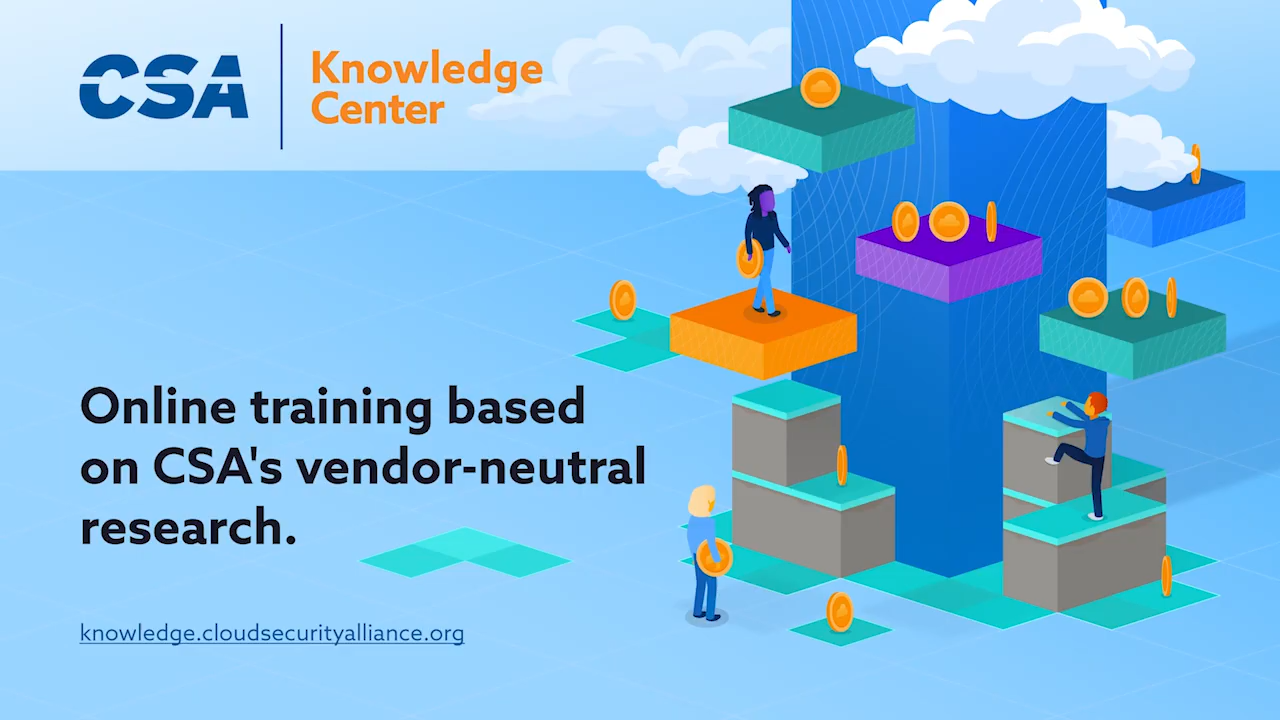 CSA
Knowledge
Center
Online training based
on CSA's vendor-neutral
research.
knowledge.cloudsecurityalliance.org